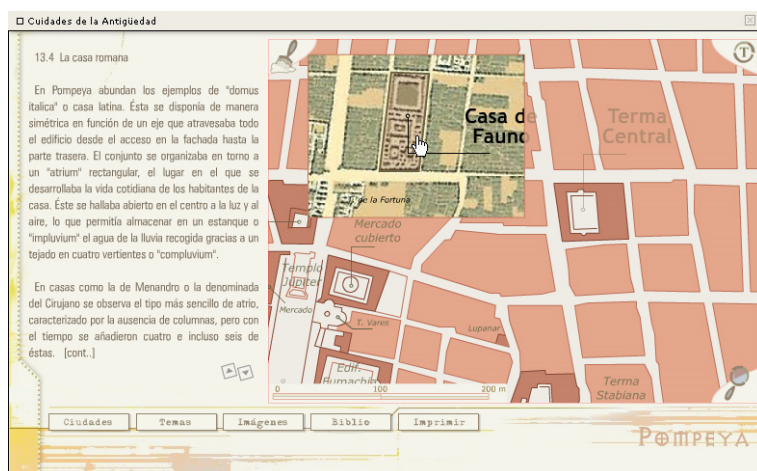 Cuidades de la Antigüedad
13.4 La casa romana
En Pompeya abundan los ejemplos de "domus
italica" o casa latina. Ésta se disponía de manera
simétrica en función de un eje que atravesaba todo
el edificio desde el acceso en la fachada hasta la
parte trasera. El conjunto se organizaba en torno a
un "atrium" rectangular, el lugar en el que se
desarrollaba la vida cotidiana de los habitantes de la
casa. Éste se hallaba abierto en el centro a la luz y al
aire, lo que permitía almacenar en un estanque o
"impluvium" el agua de la lluvia recogida gracias a un
tejado en cuatro vertientes o "compluvium".
En casas como la de Menandro o la denominada
del Cirujano se observa el tipo más sencillo de atrio,
caracterizado por la ausencia de columnas, pero con
el tiempo se añadieron cuatro e incluso seis de
éstas. [cont..]
T
Casa de
Fauno
Terma
Central
de la Fortuna
Mercado
cubierto
Templo
Júpiter
Mercado
T. Vares
Lupanar
Edif.
Eumachia
Terma
Stabiana
0 100 200 m
Ciudades Temas Imágenes Biblio Imprimir
POMPEYA